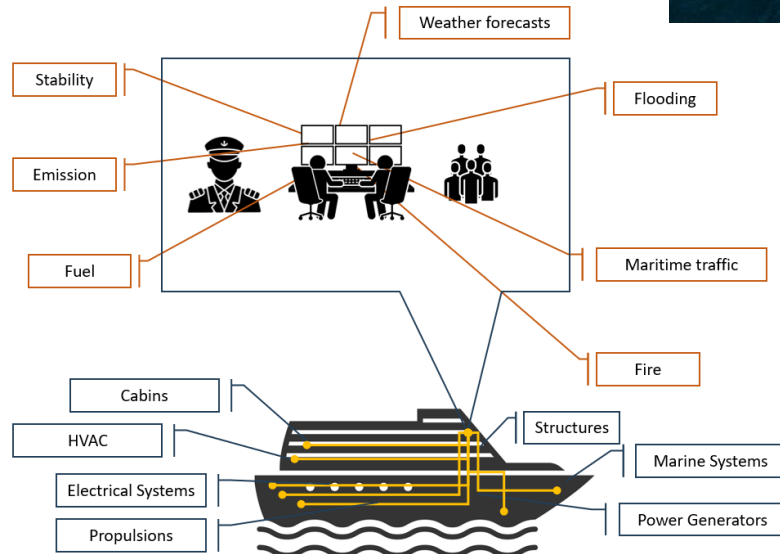 Weather forecasts
Stability
Flooding
Emission
Fuel
Maritime traffic
Fire
Cabins
HVAC
Structures
Electrical Systems
Marine Systems
Propulsions
Power Generators